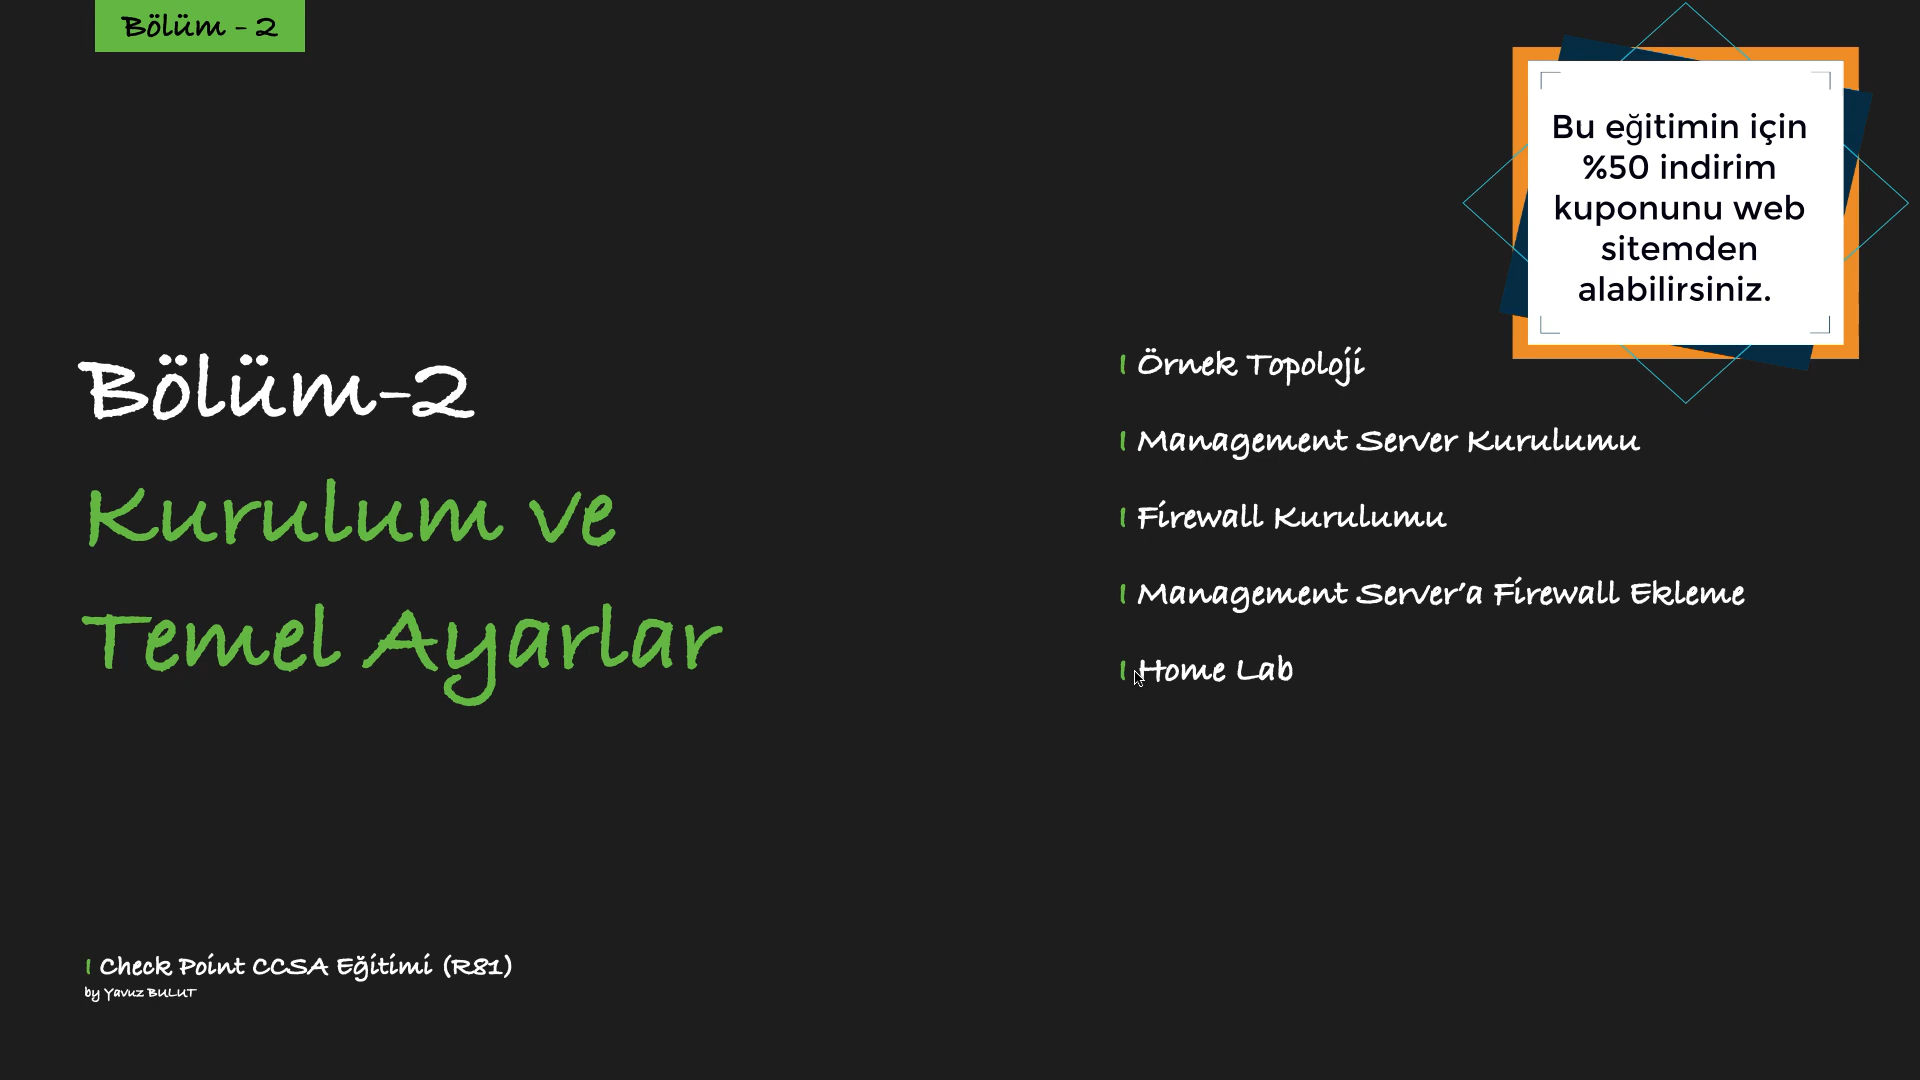 Bölüm - 2
Bu eğitimin için
%50 indirim
kuponunu web
sitemden
alabilirsiniz.
Bölüm-2
Kurulum ve
Temel Ayarlar
Örnek Topoloji
Management Server Kurulumu
Firewall Kurulumu
Management Server’a Firewall Ekleme
Home Lab
Check Point CCSA Eğitimi (R81)
by Yavuz BULUT